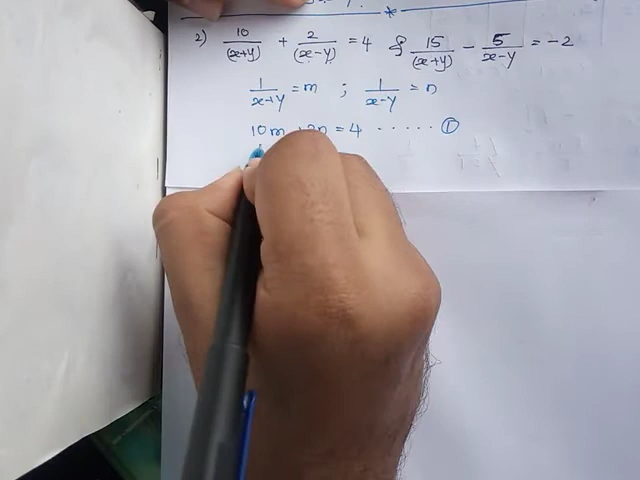 2) 10/(x+y) + 2/(x-y) = 4 & 15/(x+y) - 5/x-y = -2
1/x+y = m ; 1/x-y = n
10m + 2n = 4 ...... ①